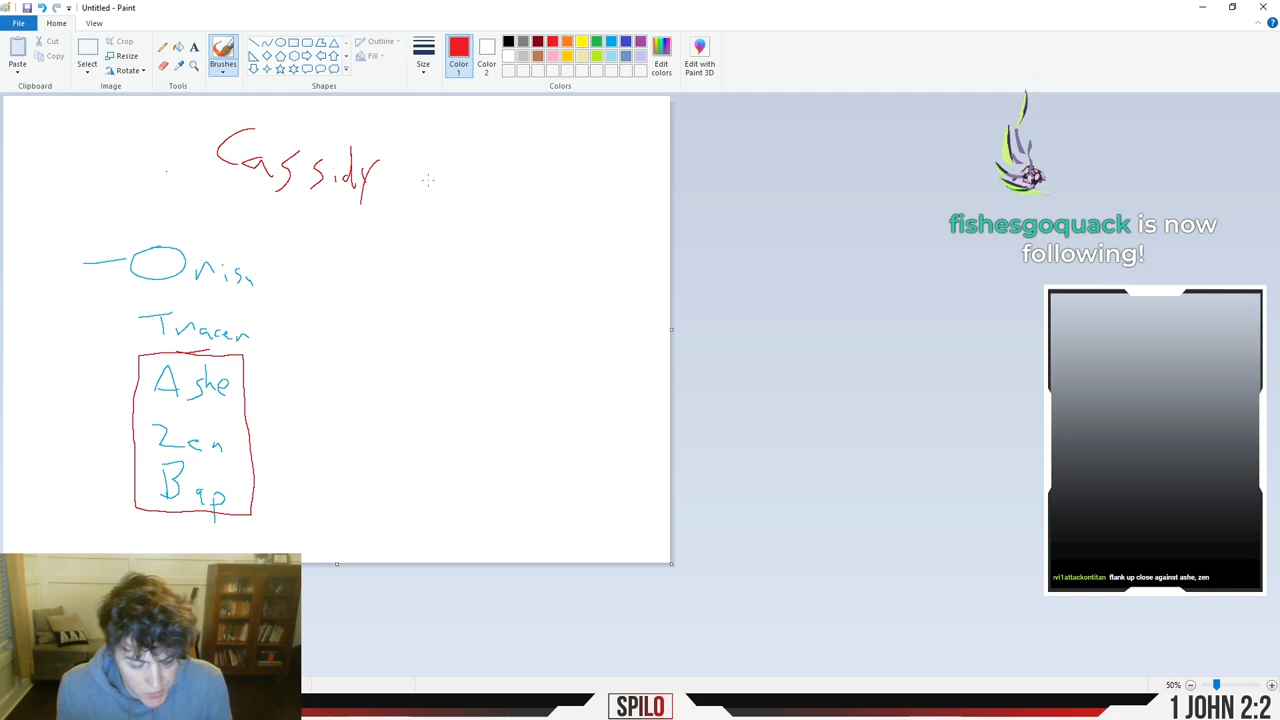 Untitled - Paint
File
Home
View
Paste
Cut
Copy
Clipboard
Select
Crop
Resize
Rotate
Image
A
Tools
Brushes
Outline
Fill
Shapes
Size
Color 1
Color 2
Edit colors
Colors
Edit with Paint 3D
Cassidy
Orisa
Tracer
Ashe
Zen
Bap
fishesgoquack is now
following!
rvi1attackontitan flank up close against ashe, zen
50%
SPILO
1 JOHN 2:2